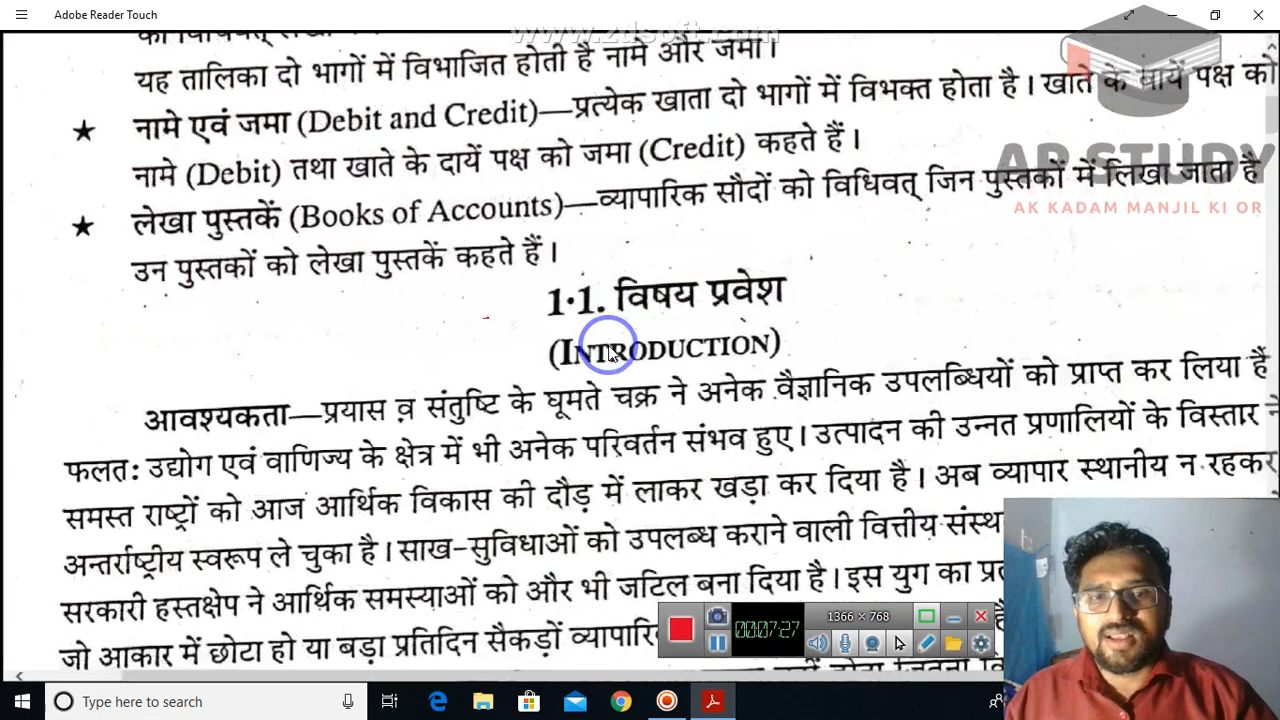 Adobe Reader Touch
www.zdsoft.com
यह तालिका दो भागों में विभाजित होती है नामे और जमा।
★ नामे एवं जमा (Debit and Credit)—प्रत्येक खाता दो भागों में विभक्त होता है। खाते के बायें पक्ष को
नामे (Debit) तथा खाते के दायें पक्ष को जमा (Credit) कहते हैं।
AP STUDY
AK KADAM MANJIL KI OR
★ लेखा पुस्तकें (Books of Accounts)—व्यापारिक सौदों को विधिवत् जिन पुस्तकों में लिखा जाता है
उन पुस्तकों को लेखा पुस्तकें कहते हैं।
1·1. विषय प्रवेश
(INTRODUCTION)
आवश्यकता—प्रयास व संतुष्टि के घूमते चक्र ने अनेक वैज्ञानिक उपलब्धियों को प्राप्त कर लिया है
फलतः उद्योग एवं वाणिज्य के क्षेत्र में भी अनेक परिवर्तन संभव हुए। उत्पादन की उन्नत प्रणालियों के विस्तार ने
समस्त राष्ट्रों को आज आर्थिक विकास की दौड़ में लाकर खड़ा कर दिया है। अब व्यापार स्थानीय न रहकर
अन्तर्राष्ट्रीय स्वरूप ले चुका है। साख-सुविधाओं को उपलब्ध कराने वाली वित्तीय
सरकारी हस्तक्षेप ने आर्थिक समस्याओं को और भी जटिल बना दिया है। इस युग का
जो आकार में छोटा हो या बड़ा प्रतिदिन सैकड़ों
1366 × 768
00:07:27
Type here to search